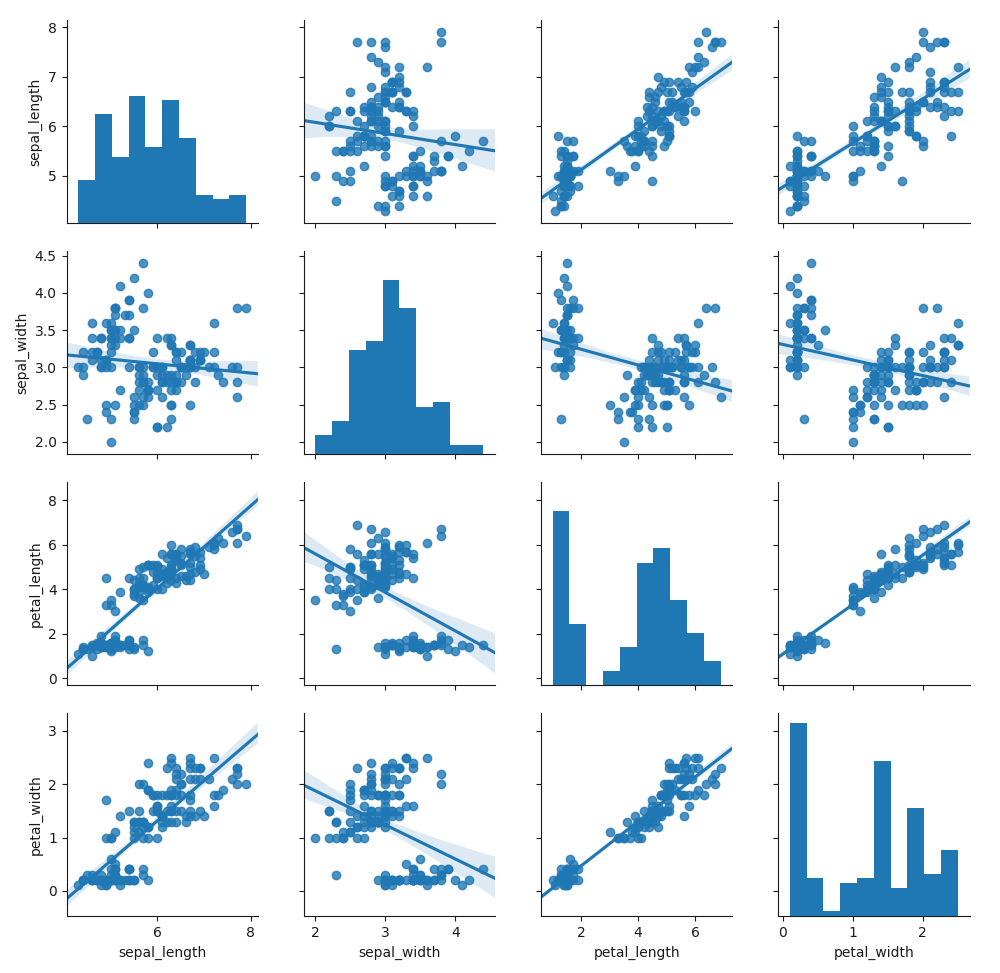 8
7
6
5
sepal_length
4.5
4.0
3.5
3.0
2.5
2.0
sepal_width
8
6
4
2
0
petal_length
3
2
1
0
petal_width
6 8
sepal_length
2 3 4
sepal_width
2 4 6
petal_length
0 1 2
petal_width